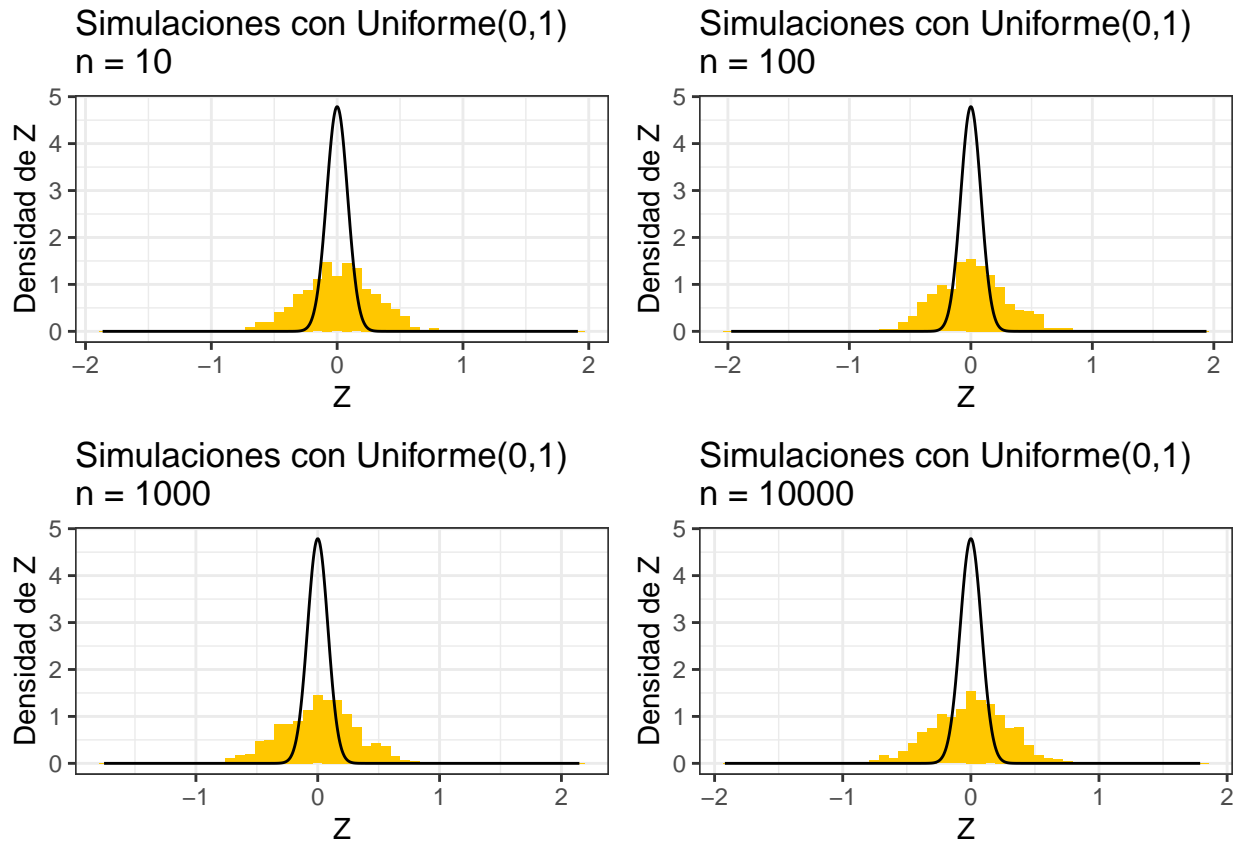 Simulaciones con Uniforme(0,1)
n = 10
Densidad de Z
5
4
3
2
1
0
−2 −1 0 1 2
Z
Simulaciones con Uniforme(0,1)
n = 100
Densidad de Z
5
4
3
2
1
0
−2 −1 0 1 2
Z
Simulaciones con Uniforme(0,1)
n = 1000
Densidad de Z
5
4
3
2
1
0
−1 0 1 2
Z
Simulaciones con Uniforme(0,1)
n = 10000
Densidad de Z
5
4
3
2
1
0
−2 −1 0 1 2
Z